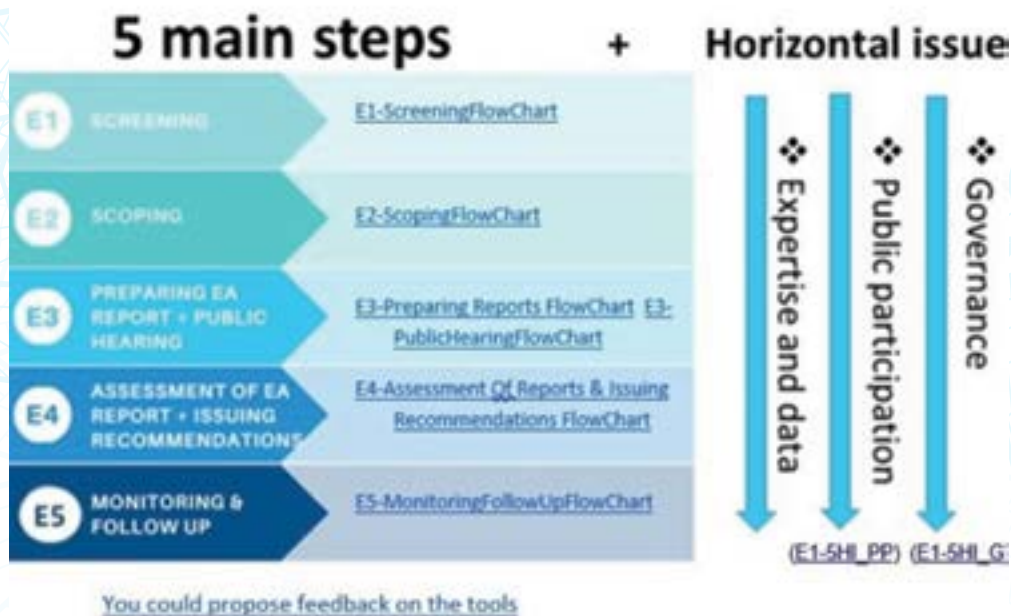 5 main steps + Horizontal issues
E1 SCREENING
E1-ScreeningFlowChart
E2 SCOPING
E2-ScopingFlowChart
E3 PREPARING EA
REPORT + PUBLIC
HEARING
E3-Preparing Reports FlowChart E3-
PublicHearingFlowChart
E4 ASSESSMENT OF EA
REPORT + ISSUING
RECOMMENDATIONS
E4-Assessment Of Reports & Issuing
Recommendations FlowChart
E5 MONITORING &
FOLLOW UP
E5-MonitoringFollowUpFlowChart
❖ Expertise and data
❖ Public participation
❖ Governance
(E1-5HI_PP) (E1-5HI_G
You could propose feedback on the tools